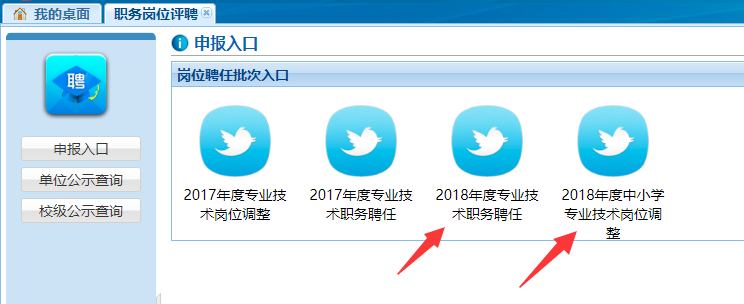 我的桌面
职务岗位评聘
申报入口
岗位聘任批次入口
聘
申报入口
单位公示查询
校级公示查询
2017年度专业技
术岗位调整
2017年度专业技
术职务聘任
2018年度专业技
术职务聘任
2018年度中小学
专业技术岗位调
整